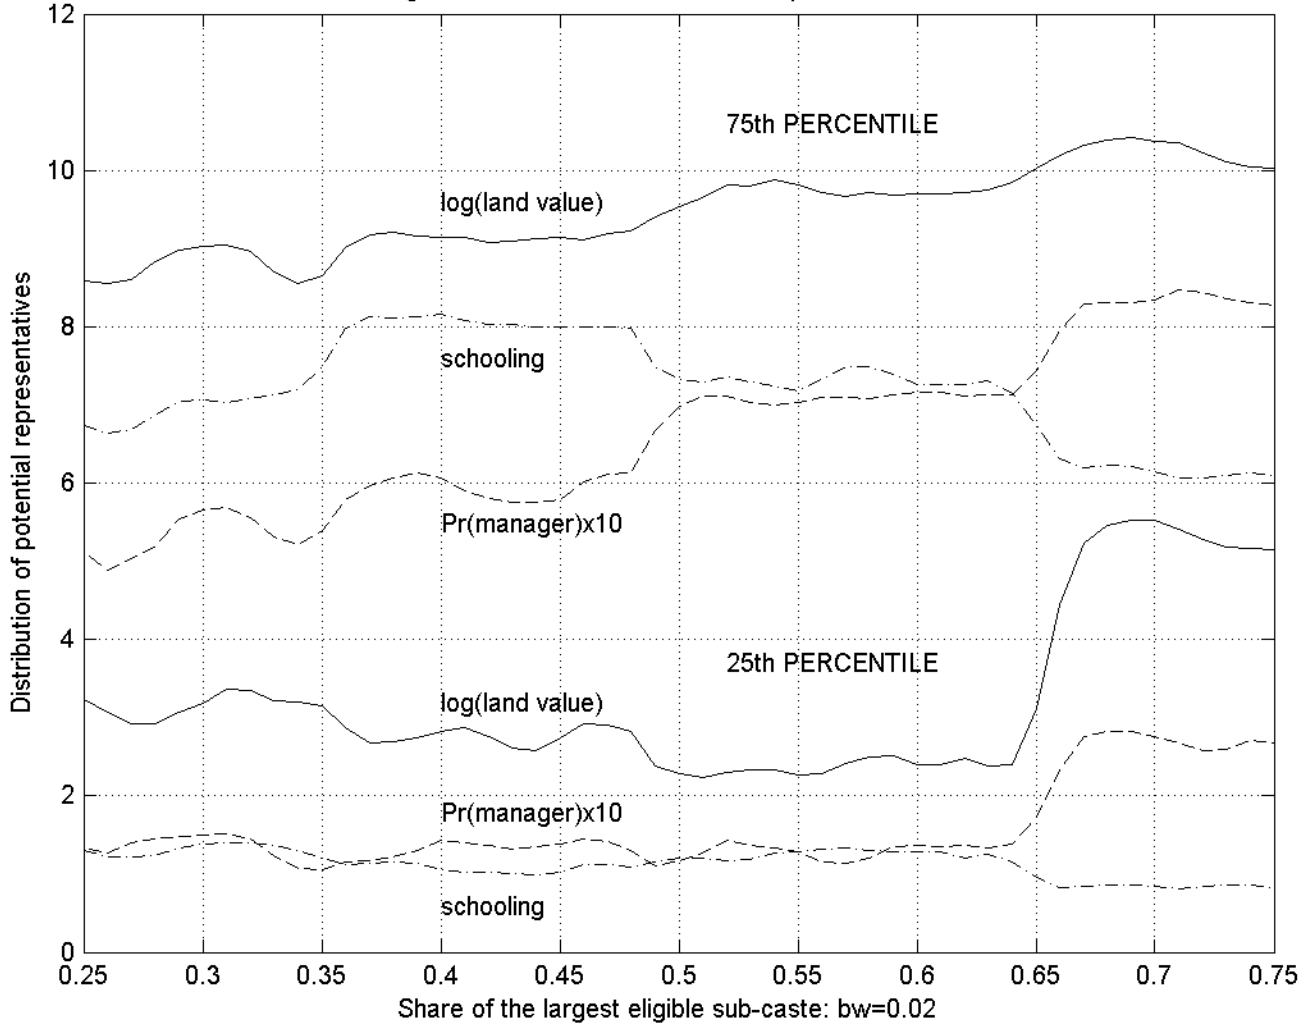 12
75th PERCENTILE
10
log(land value)
8
schooling
6
Pr(manager)x10
4
25th PERCENTILE
log(land value)
2
Pr(manager)x10
schooling
0
0.25 0.3 0.35 0.4 0.45 0.5 0.55 0.6 0.65 0.7 0.75
Share of the largest eligible sub-caste: bw=0.02
Distribution of potential representatives